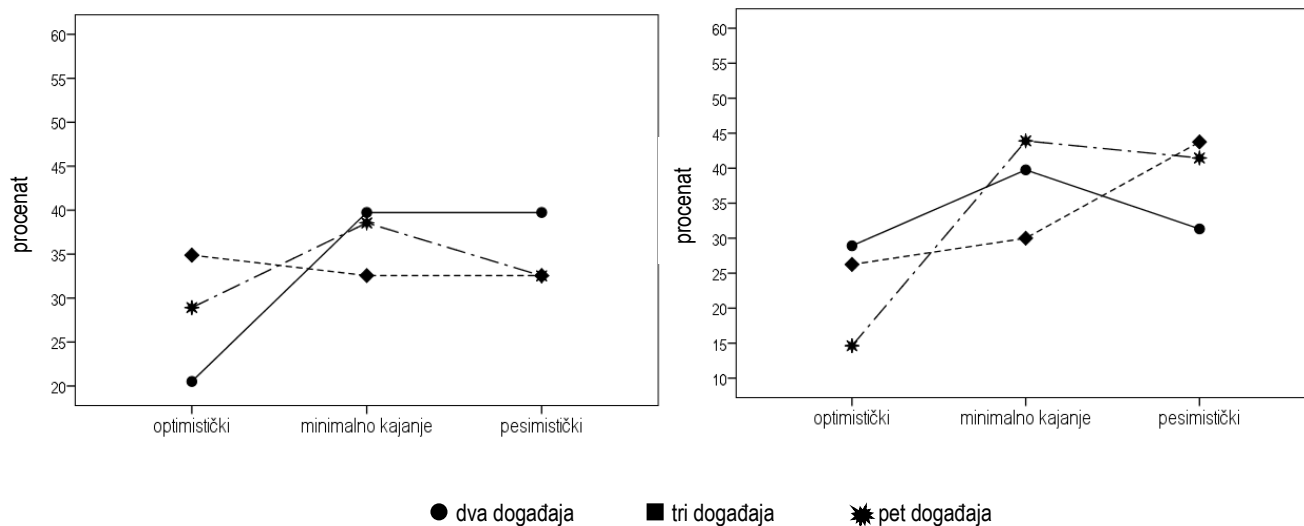 60
55
50
45
40
35
30
25
20
procenat
optimistički
minimalno kajanje
pesimistički
60
55
50
45
40
35
30
25
20
15
10
procenat
optimistički
minimalno kajanje
pesimistički
dva događaja
tri događaja
pet događaja